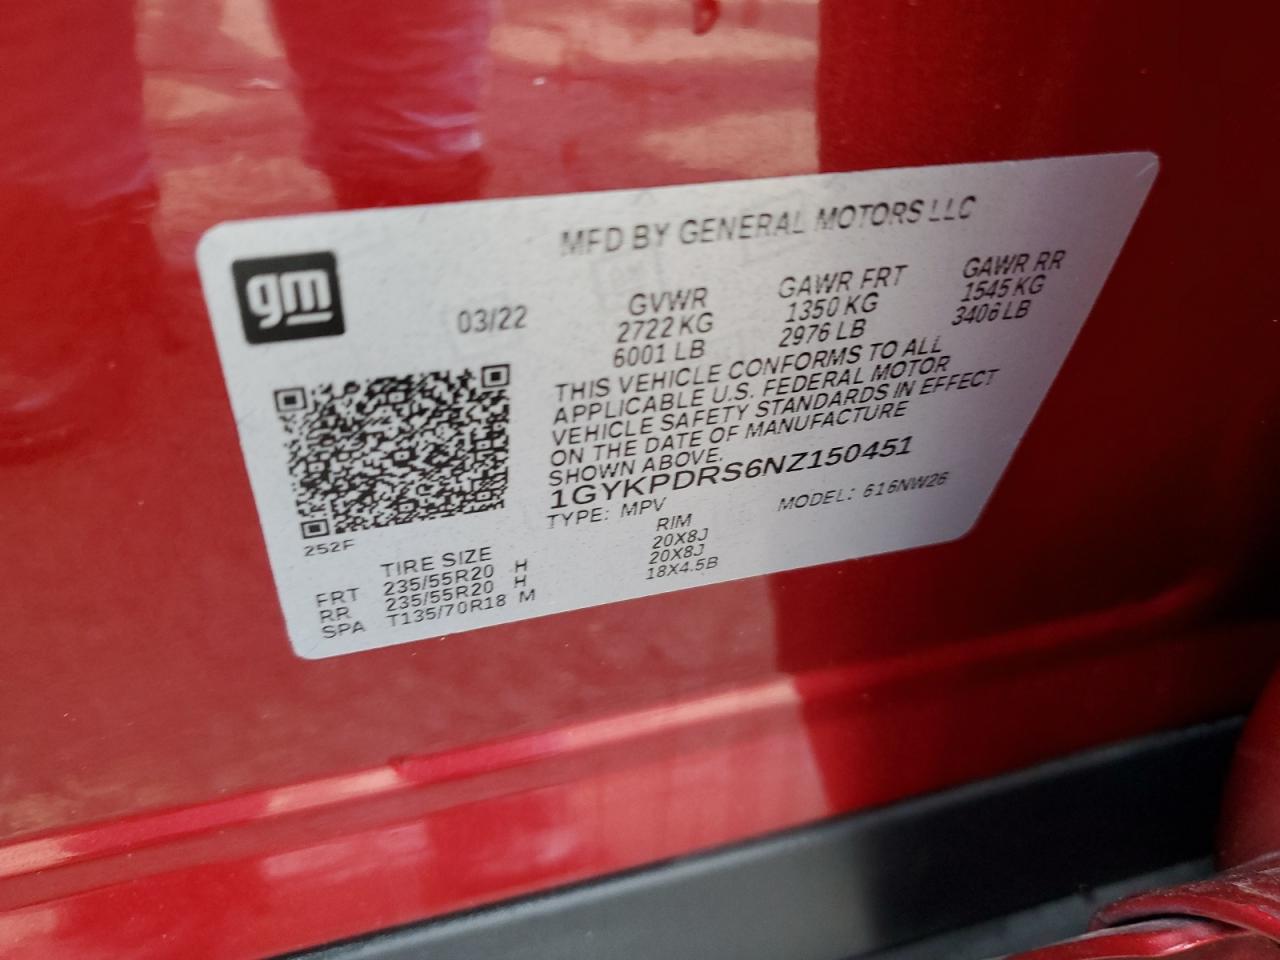 gm
MFD BY GENERAL MOTORS LLC
03/22 GVWR GAWR FRT GAWR RR
2722 KG 1350 KG 1545 KG
6001 LB 2976 LB 3406 LB
THIS VEHICLE CONFORMS TO ALL
APPLICABLE U.S. FEDERAL MOTOR
VEHICLE SAFETY STANDARDS IN EFFECT
ON THE DATE OF MANUFACTURE
SHOWN ABOVE.
1GYKPDRS6NZ150451
TYPE: MPV MODEL: 616NW26
252F
TIRE SIZE RIM
FRT 235/55R20 H 20X8J
RR 235/55R20 H 20X8J
SPA T135/70R18 M 18X4.5B